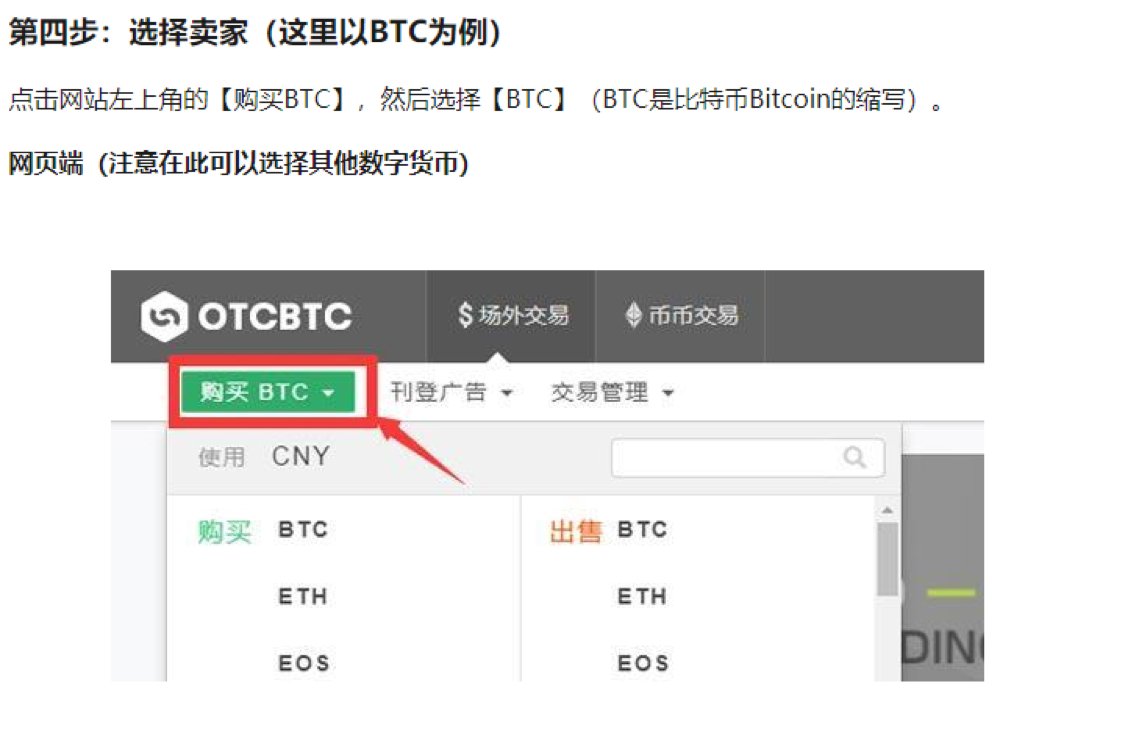 第四步：选择卖家（这里以BTC为例）
点击网站左上角的【购买BTC】，然后选择【BTC】（BTC是比特币Bitcoin的缩写）。
网页端（注意在此可以选择其他数字货币）
OTCBTC $场外交易 币币交易
购买 BTC 刊登广告 交易管理
使用 CNY
购买 BTC 出售 BTC
ETH ETH
EOS EOS